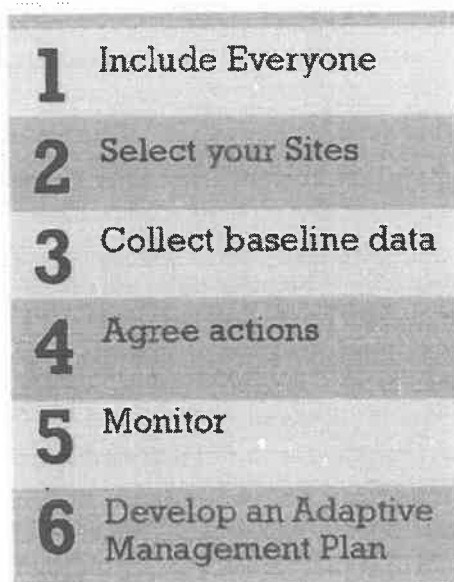 1 Include Everyone
2 Select your Sites
3 Collect baseline data
4 Agree actions
5 Monitor
6 Develop an Adaptive
Management Plan